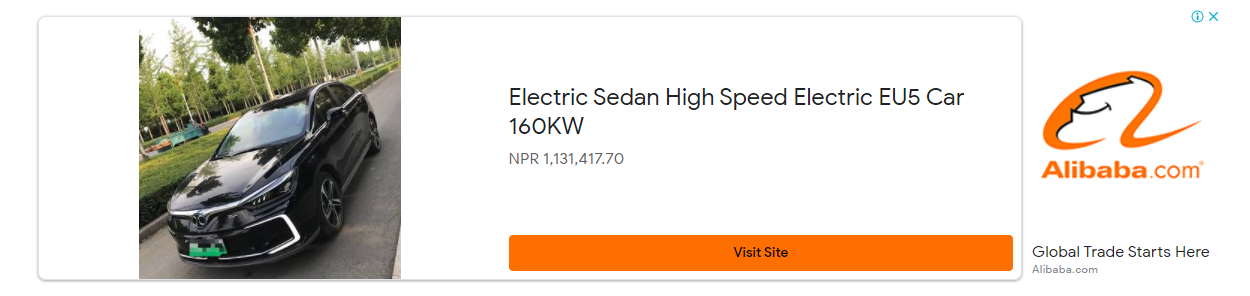 Electric Sedan High Speed Electric EU5 Car
160KW
NPR 1,131,417.70
Visit Site
Alibaba.com
Global Trade Starts Here
Alibaba.com